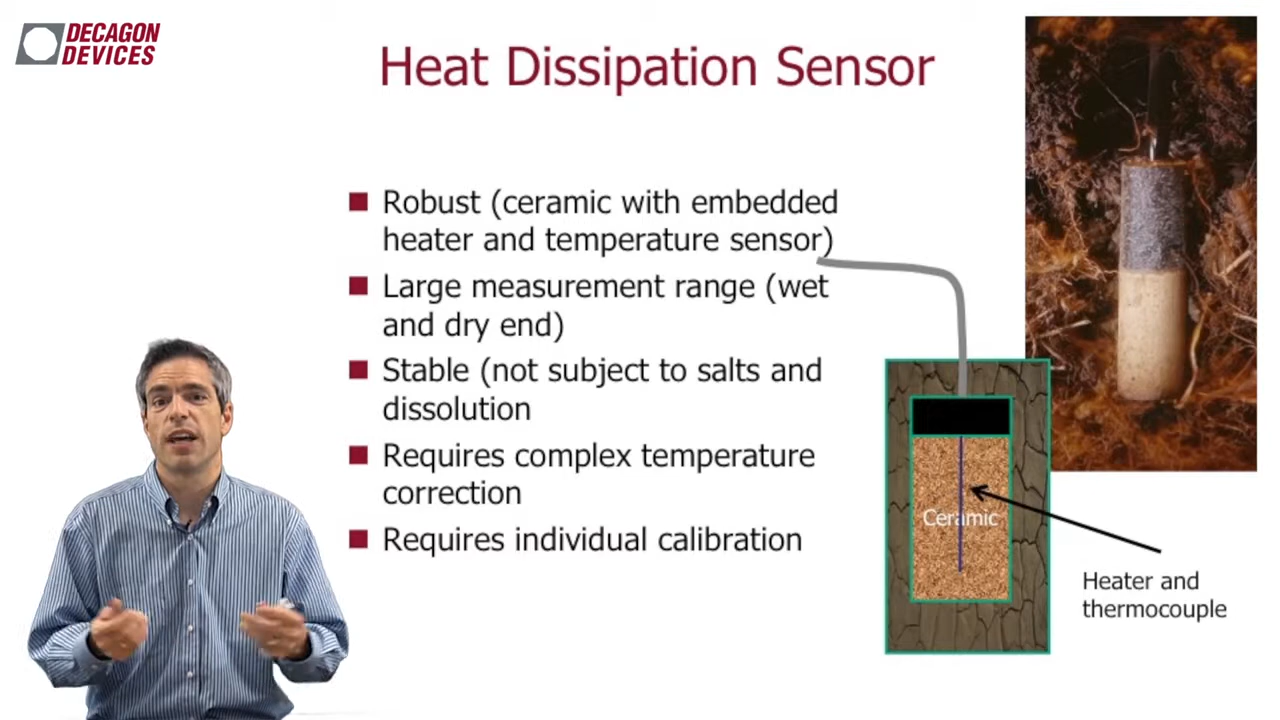 DECAGON
DEVICES
Heat Dissipation Sensor
Robust (ceramic with embedded
heater and temperature sensor)
Large measurement range (wet
and dry end)
Stable (not subject to salts and
dissolution
Requires complex temperature
correction
Requires individual calibration
Ceramic
Heater and
thermocouple